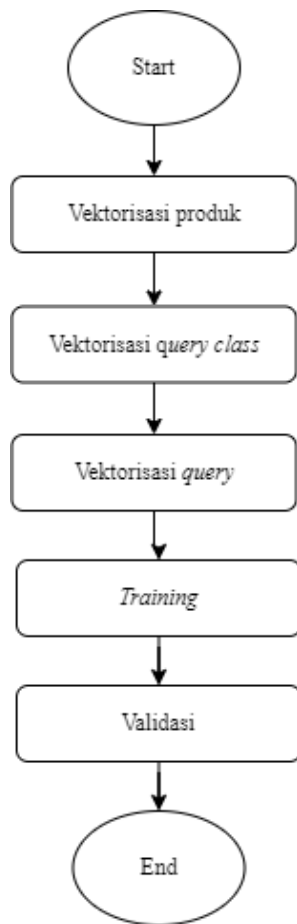 Start
Vektorisasi produk
Vektorisasi query class
Vektorisasi query
Training
Validasi
End